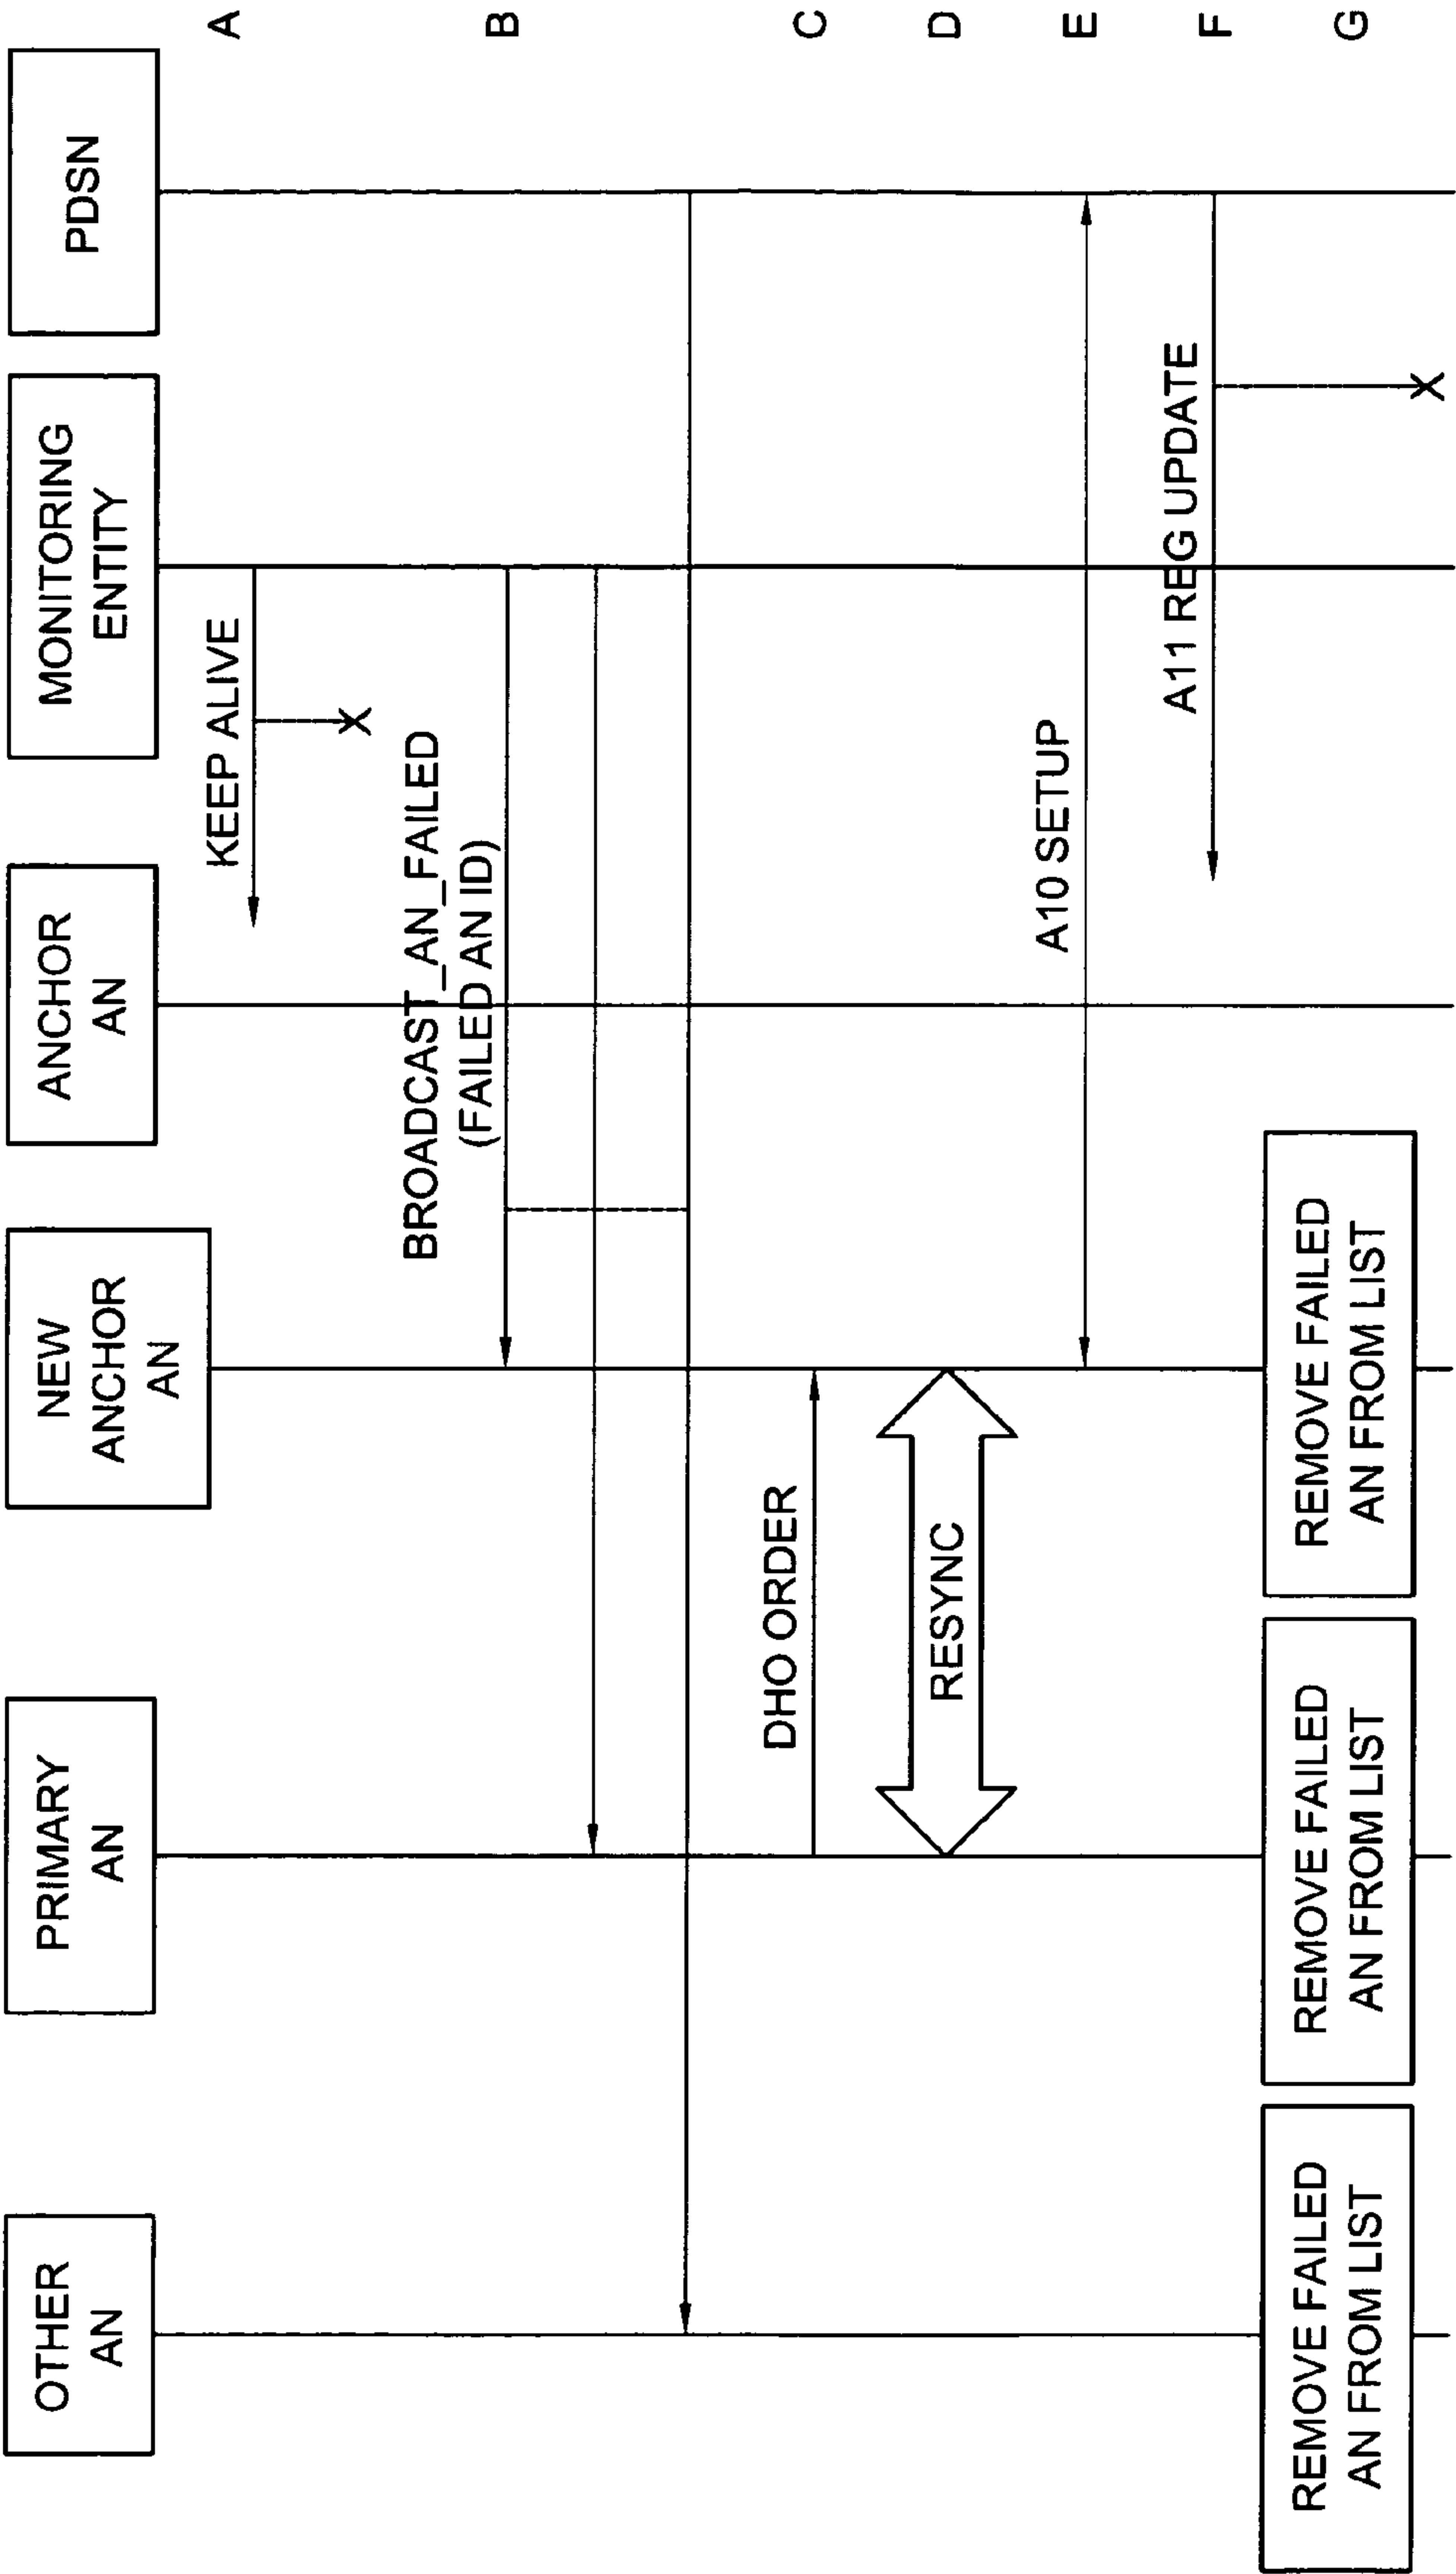 OTHER
AN
PRIMARY
AN
NEW
ANCHOR
AN
ANCHOR
AN
MONITORING
ENTITY
PDSN
KEEP ALIVE
A
X
BROADCAST_AN_FAILED
(FAILED AN ID)
B
DHO ORDER
C
RESYNC
D
A10 SETUP
E
A11 REG UPDATE
F
REMOVE FAILED
AN FROM LIST
REMOVE FAILED
AN FROM LIST
REMOVE FAILED
AN FROM LIST
G
X